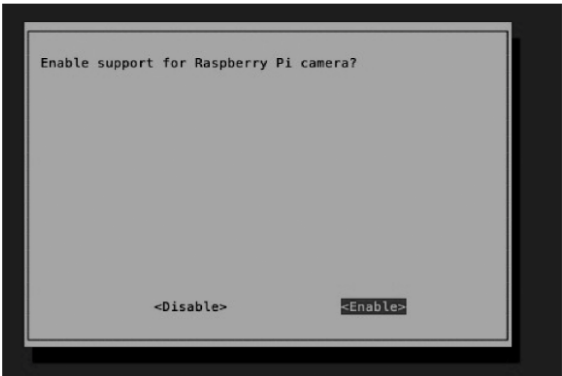 Enable support for Raspberry Pi camera?
<Disable> <Enable>